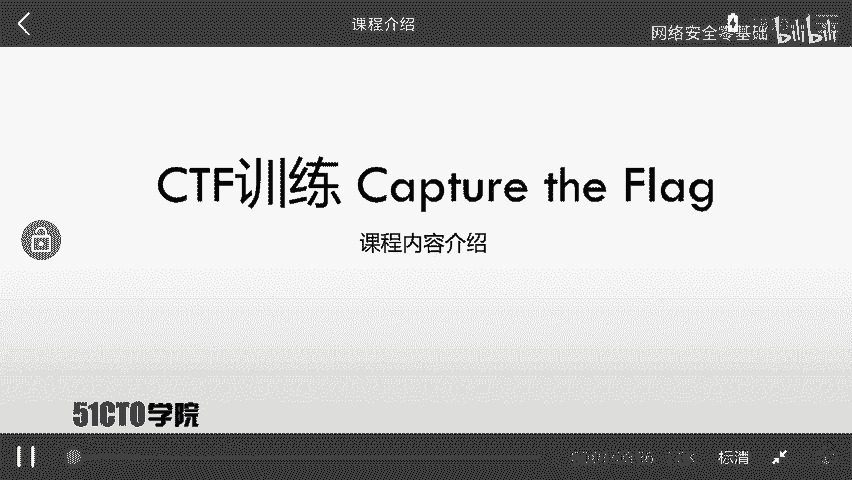 课程介绍
网络安全零基础 bilibili
CTF训练 Capture the Flag
课程内容介绍
51CTO学院
标清